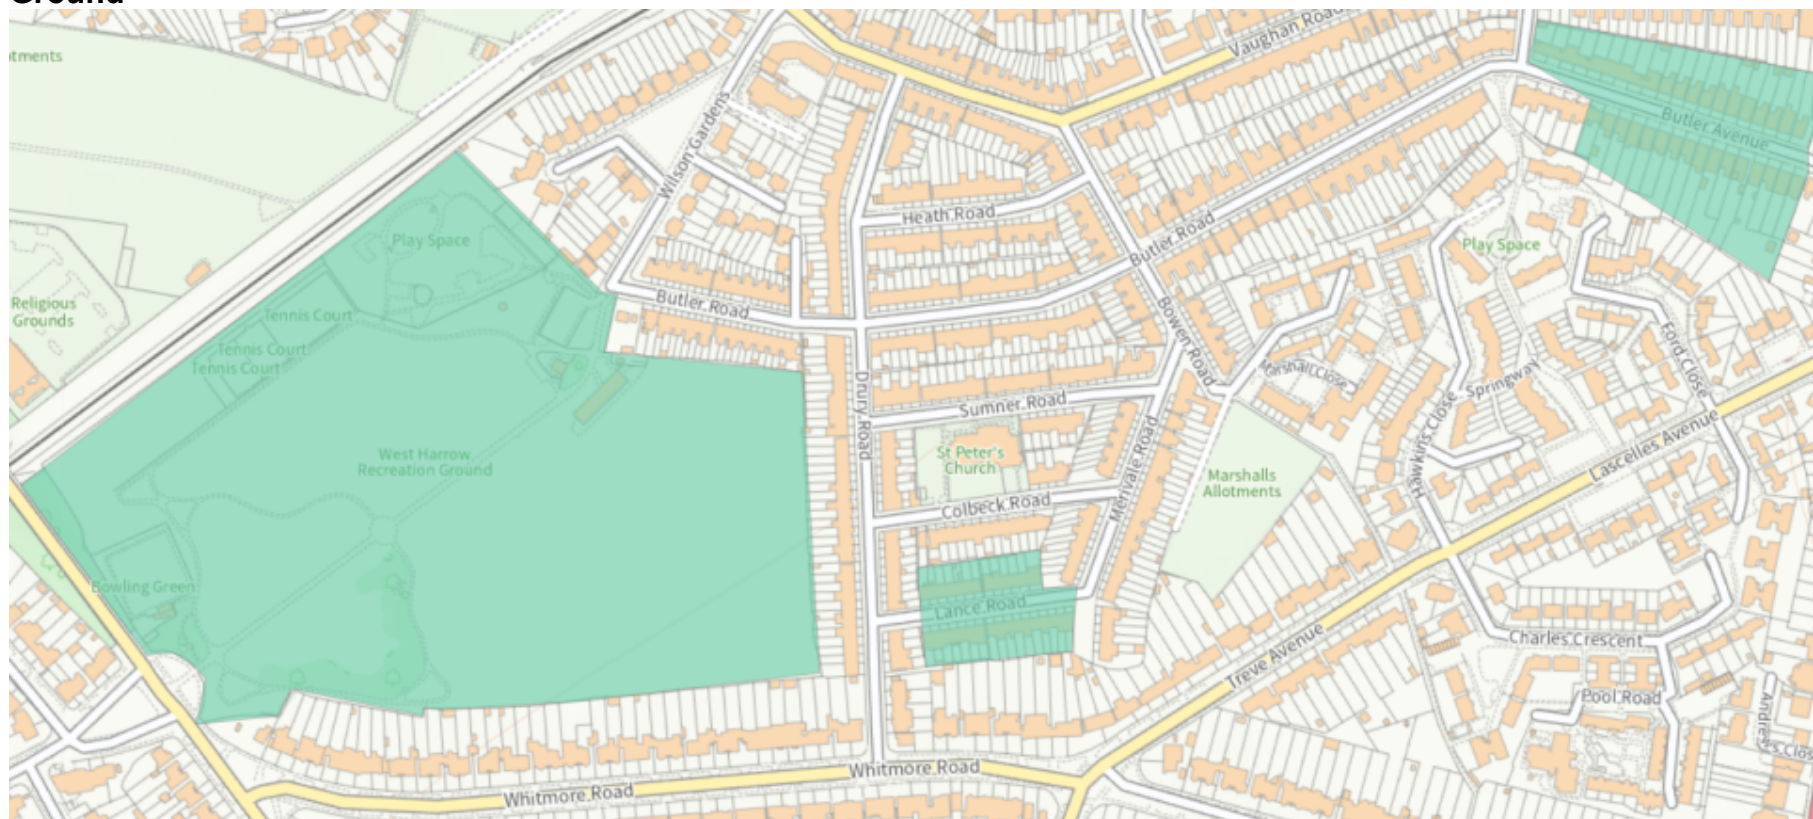 Ground
Vaughan Road
otments
Butler Avenue
Wilson Gardens
Heath Road
Butler Road
Play Space
Play Space
Religious
Grounds
Butler Road
Tennis Court
Tennis Court
Tennis Court
Bowen Road
Ford Close
Marshall Close
Springway
Drury Road
Sumner Road
Hawkins Close
Lascelles Avenue
West Harrow
Recreation Ground
St Peter's
Church
Merivale Road
Marshalls
Allotments
Colbeck Road
Bowling Green
Lance Road
Treve Avenue
Charles Crescent
Pool Road
Whitmore Road
Whitmore Road